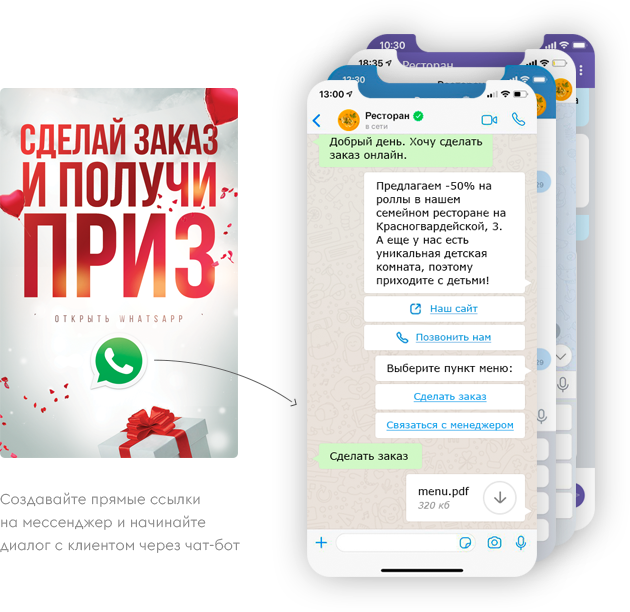 СДЕЛАЙ ЗАКАЗ
И ПОЛУЧИ
ПРИЗ
ОТКРЫТЬ WHATSAPP
Создавайте прямые ссылки
на мессенджер и начинайте
диалог с клиентом через чат-бот
10:30
18:35
Ресторан
12:30
13:00
Ресторан
в сети
Добрый день. Хочу сделать
заказ онлайн.
Предлагаем -50% на
роллы в нашем
семейном ресторане на
Красногвардейской, 3.
А еще у нас есть
уникальная детская
комната, поэтому
приходите с детьми!
Наш сайт
Позвонить нам
Выберите пункт меню:
Сделать заказ
Связаться с менеджером
Сделать заказ
menu.pdf
320 кб